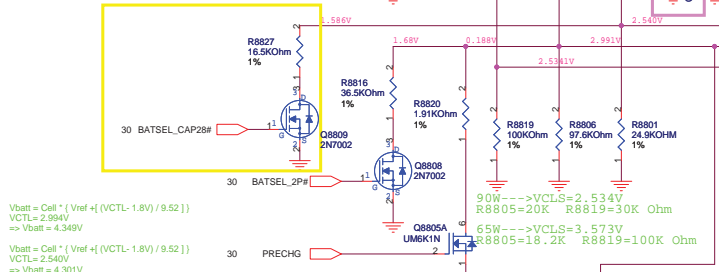 1.586V
2.540V
R8827
16.5KOhm
1%
1.68V
0.188V
2.991V
2.5341V
R8816
36.5KOhm
1%
R8820
1.91KOhm
1%
R8819
100KOhm
1%
R8806
97.6KOhm
1%
R8801
24.9KOHM
1%
30 BATSEL_CAP28#
Q8809
2N7002
30 BATSEL_2P#
Q8808
2N7002
30 PRECHG
Q8805A
UM6K1N
90W--->VCLS=2.534V
R8805=20K R8819=30K Ohm
65W--->VCLS=3.573V
R8805=18.2K R8819=100K Ohm
Vbatt = Cell * { Vref +[ (VCTL- 1.8V) / 9.52 ] }
VCTL= 2.994V
=> Vbatt = 4.349V
Vbatt = Cell * { Vref +[ (VCTL- 1.8V) / 9.52 ] }
VCTL= 2.540V
=> Vbatt = 4.301V